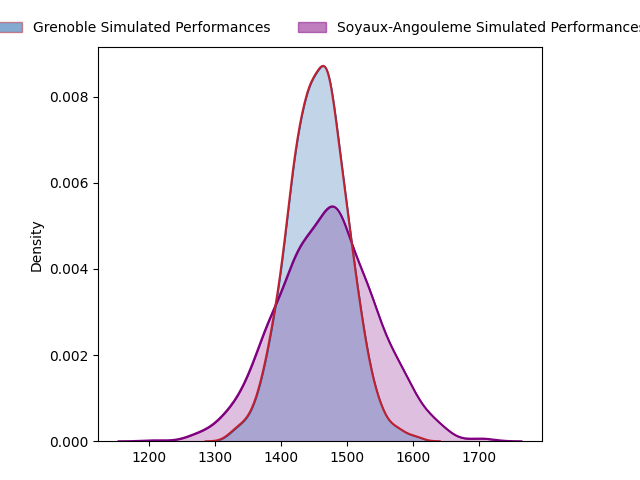 Grenoble Simulated Performances
Soyaux-Angouleme Simulated Performances
0.008
0.006
0.004
0.002
0.000
Density
1200 1300 1400 1500 1600 1700